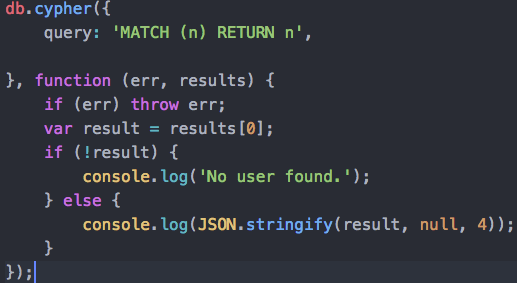 db.cypher({
    query: 'MATCH (n) RETURN n',
}, function (err, results) {
    if (err) throw err;
    var result = results[0];
    if (!result) {
        console.log('No user found.');
    } else {
        console.log(JSON.stringify(result, null, 4));
    }
});